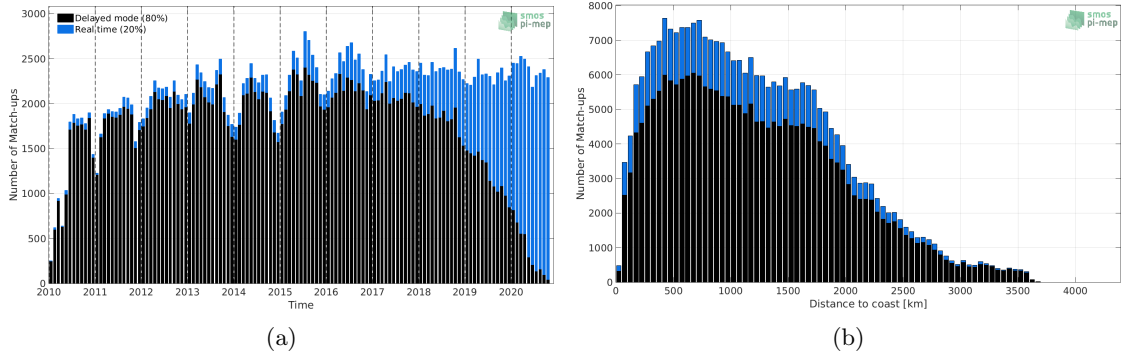 3000
2500
2000
1500
1000
500
0
Number of Match-ups
Delayed mode (80%)
Real time (20%)
smos
pi-mep
2010 2011 2012 2013 2014 2015 2016 2017 2018 2019 2020
Time
(a)
8000
7000
6000
5000
4000
3000
2000
1000
0
Number of Match-ups
smos
pi-mep
0 500 1000 1500 2000 2500 3000 3500 4000
Distance to coast [km]
(b)